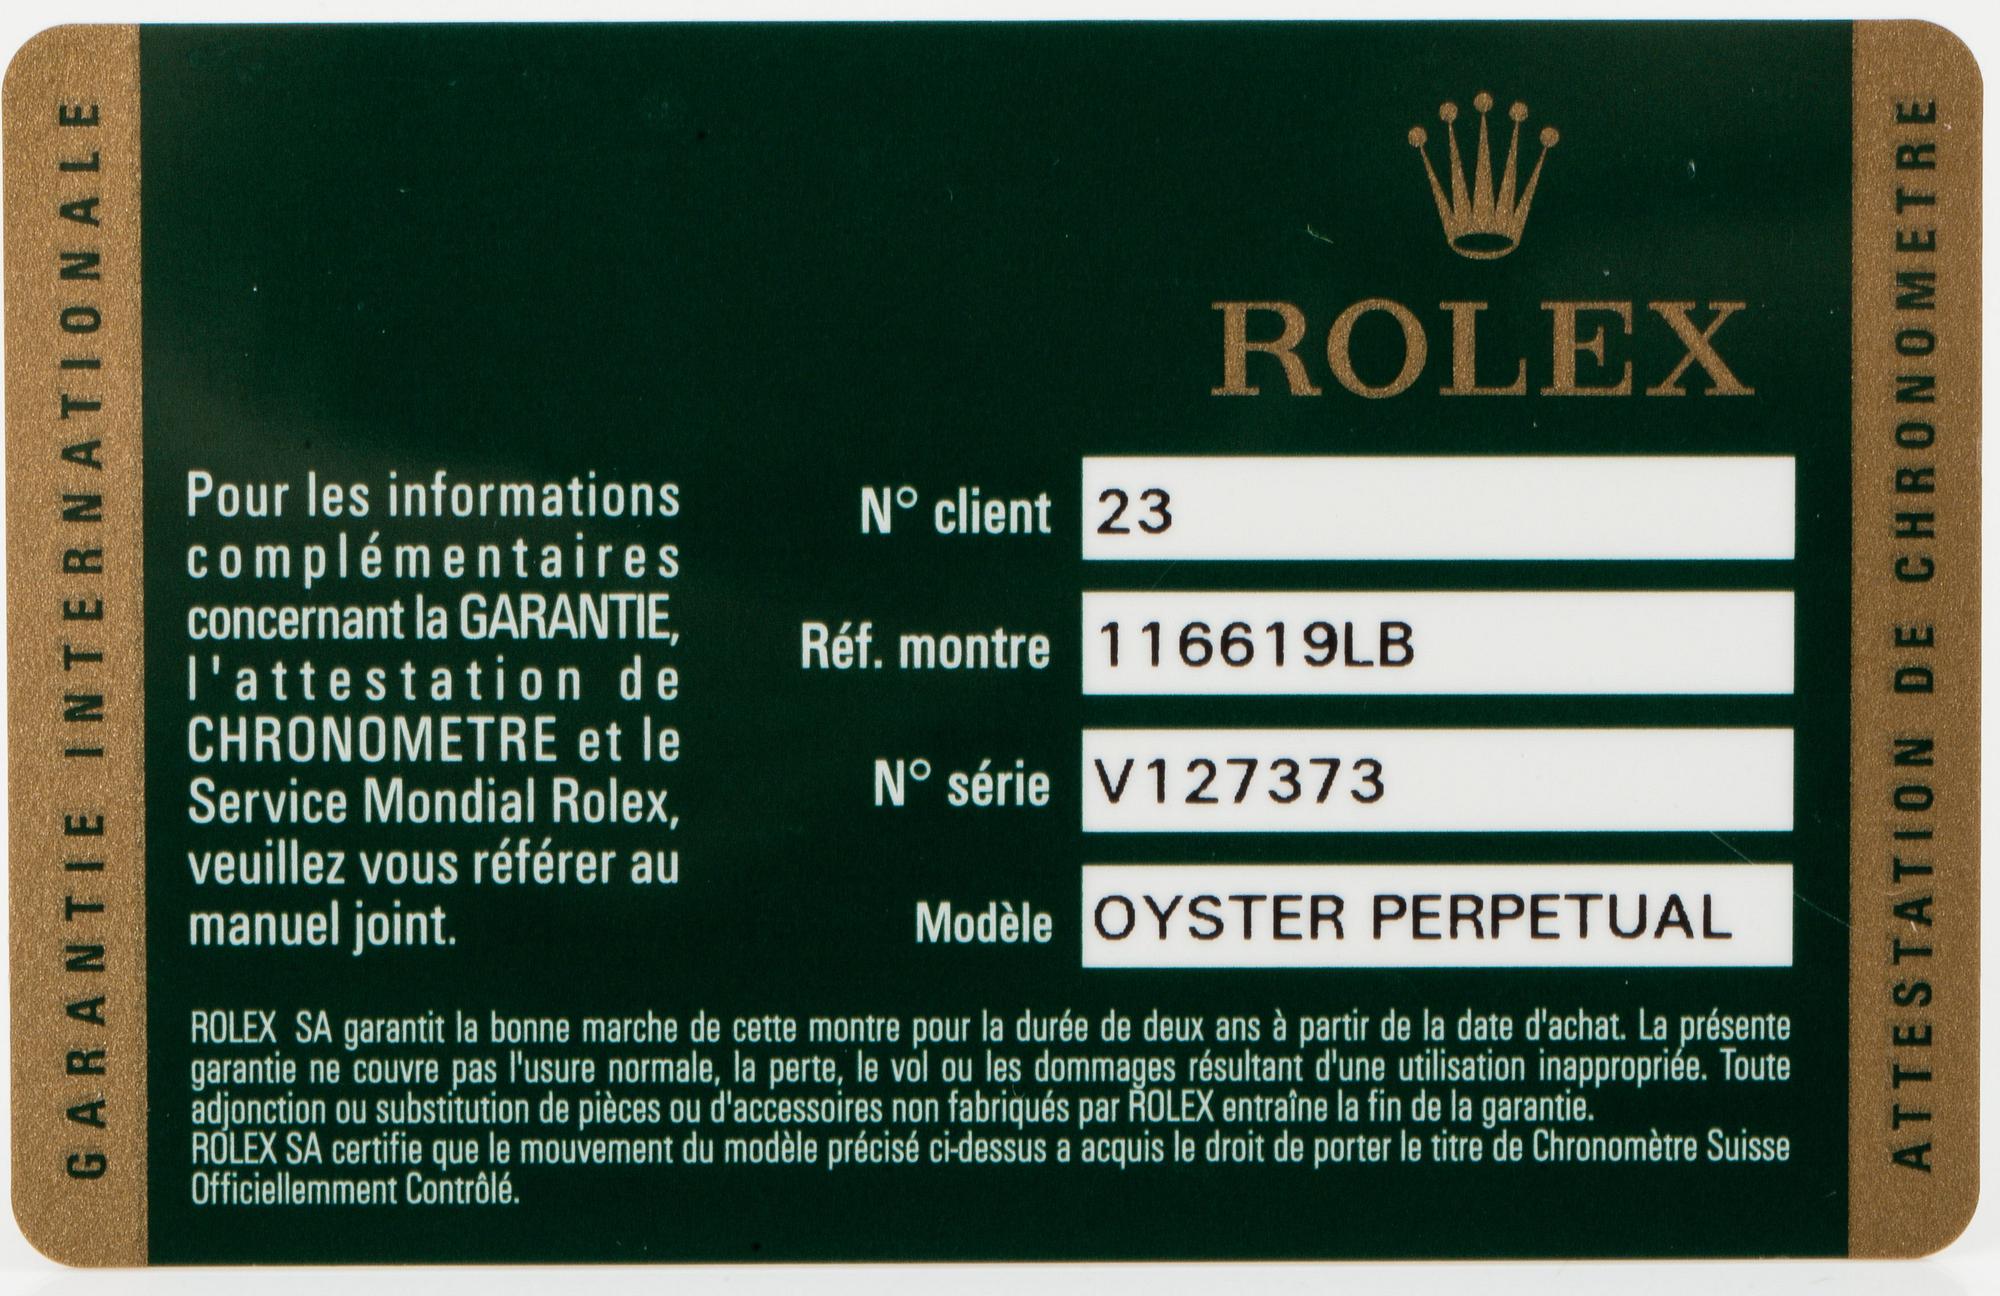 GARANTIE INTERNATIONALE
ROLEX
Pour les informations
complémentaires
concernant la GARANTIE,
l'attestation de
CHRONOMETRE et le
Service Mondial Rolex,
veuillez vous référer au
manuel joint.
N° client 23
Réf. montre 116619LB
N° série V127373
Modèle OYSTER PERPETUAL
ROLEX SA garantit la bonne marche de cette montre pour la durée de deux ans à partir de la date d'achat. La présente
garantie ne couvre pas l'usure normale, la perte, le vol ou les dommages résultant d'une utilisation inappropriée. Toute
adjonction ou substitution de pièces ou d'accessoires non fabriqués par ROLEX entraîne la fin de la garantie.
ROLEX SA certifie que le mouvement du modèle précisé ci-dessus a acquis le droit de porter le titre de Chronomètre Suisse
Officiellemment Contrôlé.
ATTESTATION DE CHRONOMETRE